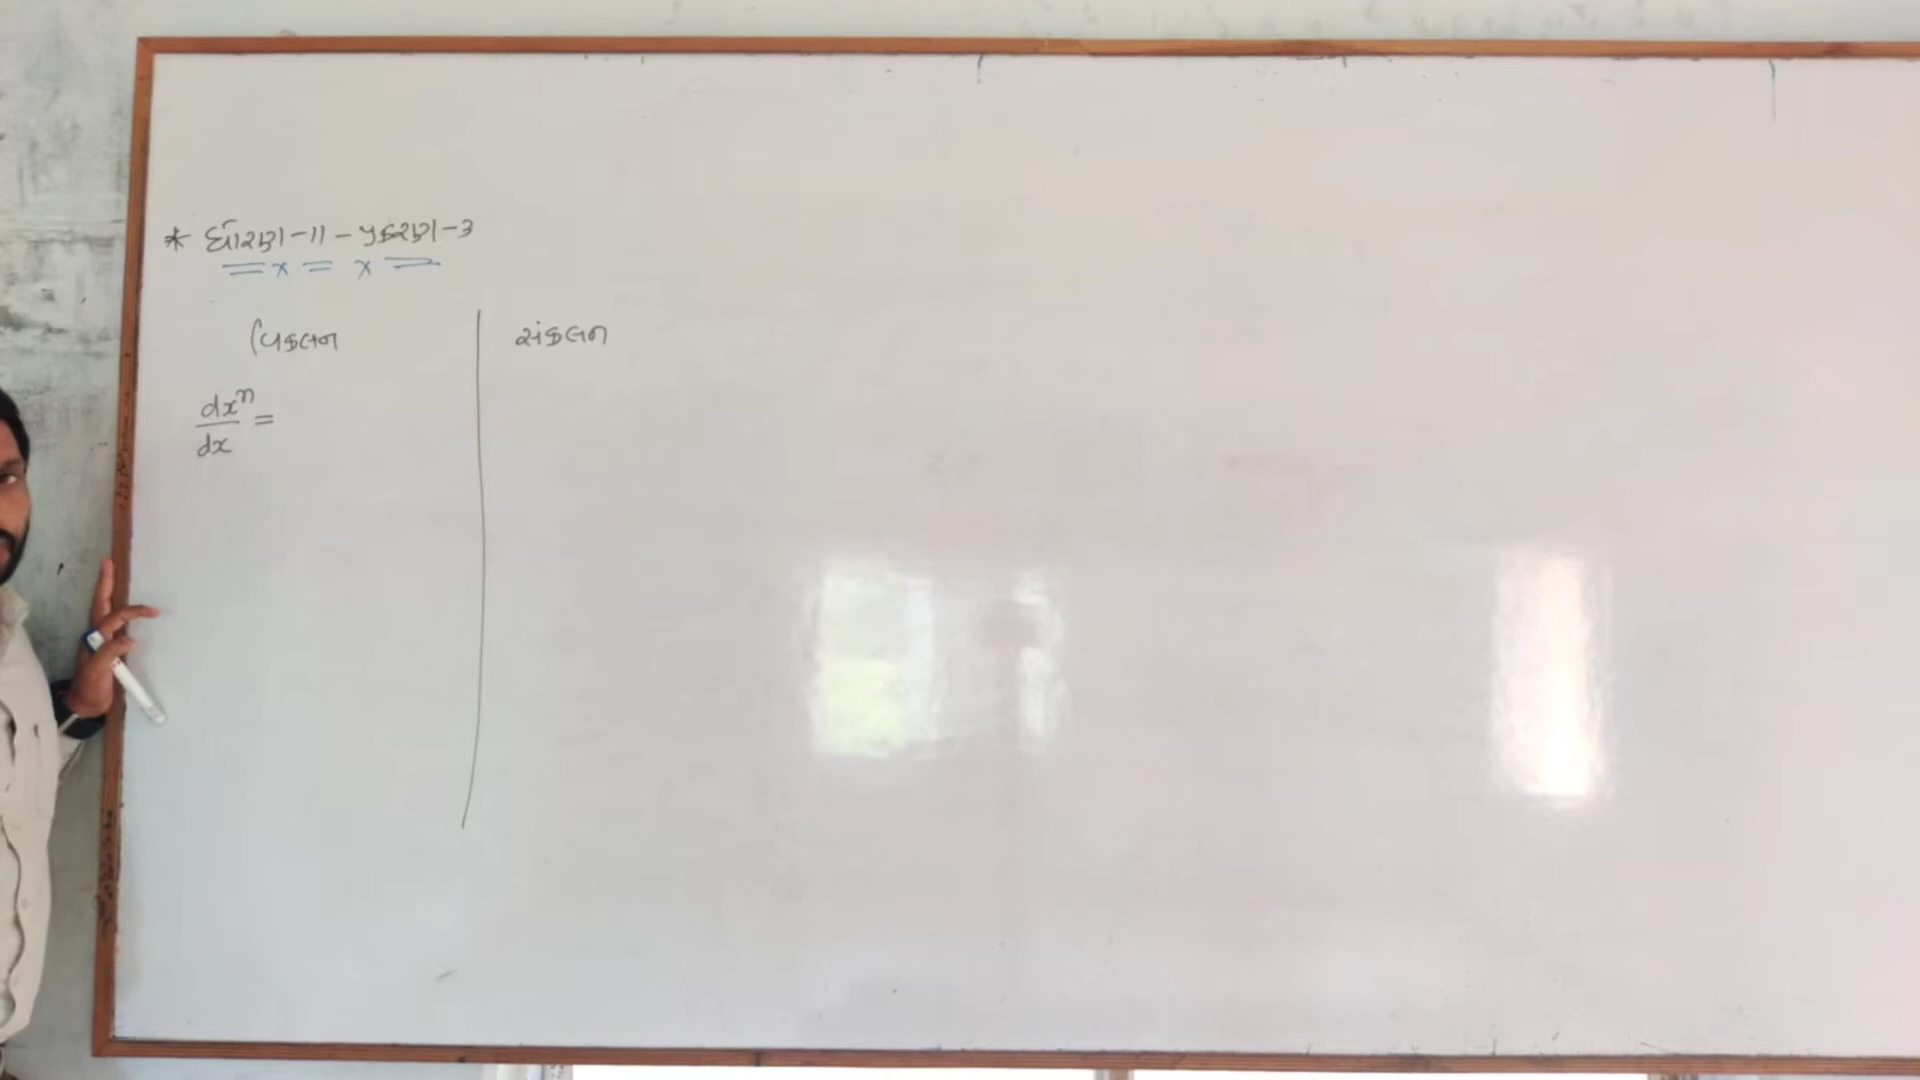 * ધોરણ-11 - પ્રકરણ-3
વિકલન
સંકલન
dxⁿ/dx =